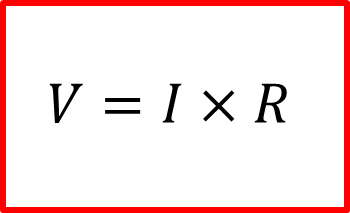 V = I × R